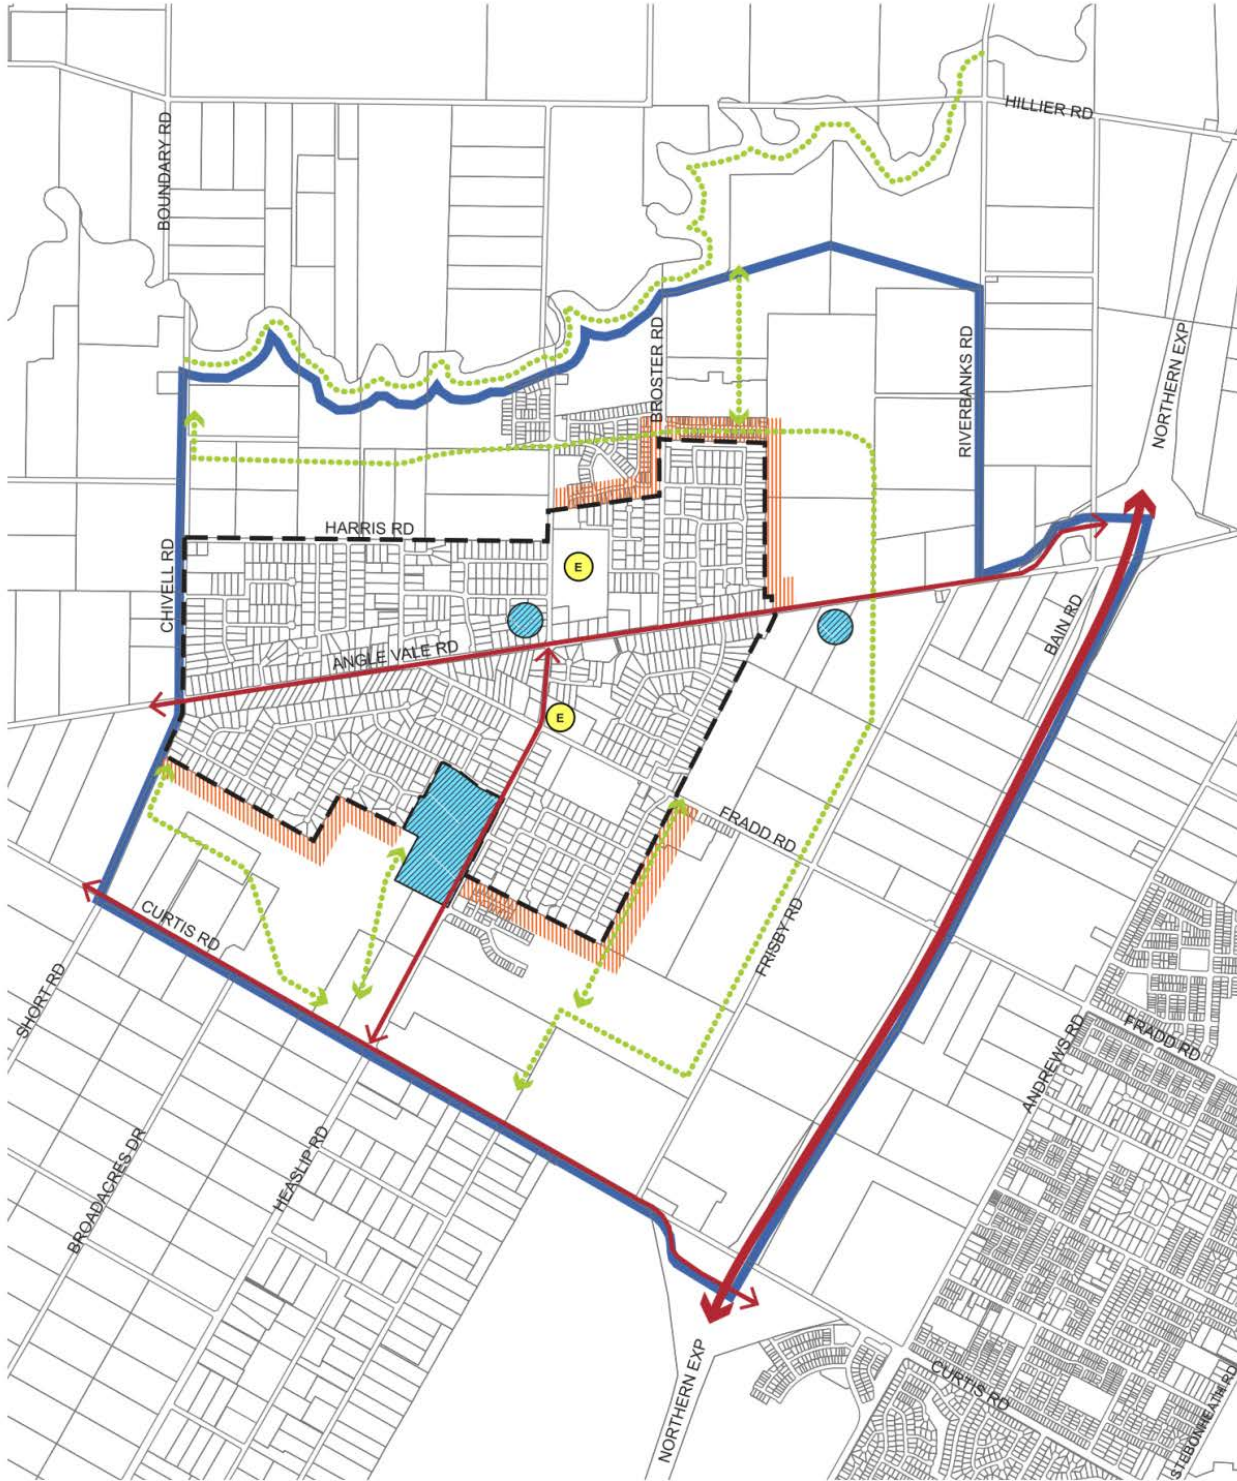 HILLIER RD
BOUNDARY RD
NORTHERN EXP
BROSTER RD
RIVERBANKS RD
HARRIS RD
CHIVELL RD
E
BAIN RD
ANGLE VALE RD
E
FRADD RD
CURTIS RD
FRISBY RD
SHORT RD
FRADD RD
ANDREWS RD
BROADACRES DR
HEASLIP RD
NORTHERN EXP
CURTIS RD
STEBONHEATH RD